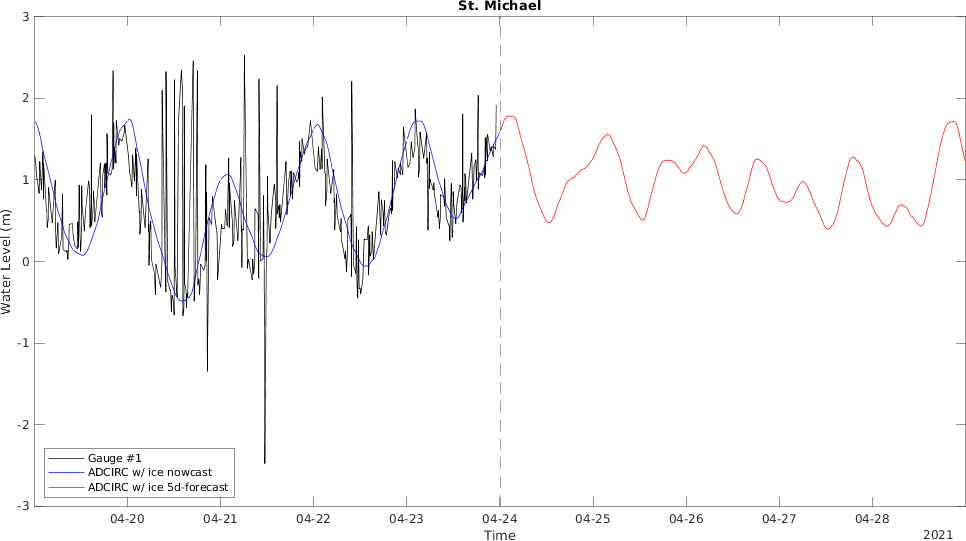 St. Michael
3
2
1
0
-1
-2
-3
Water Level (m)
Gauge #1
ADCIRC w/ ice nowcast
ADCIRC w/ ice 5d-forecast
04-20 04-21 04-22 04-23 04-24 04-25 04-26 04-27 04-28
Time
2021